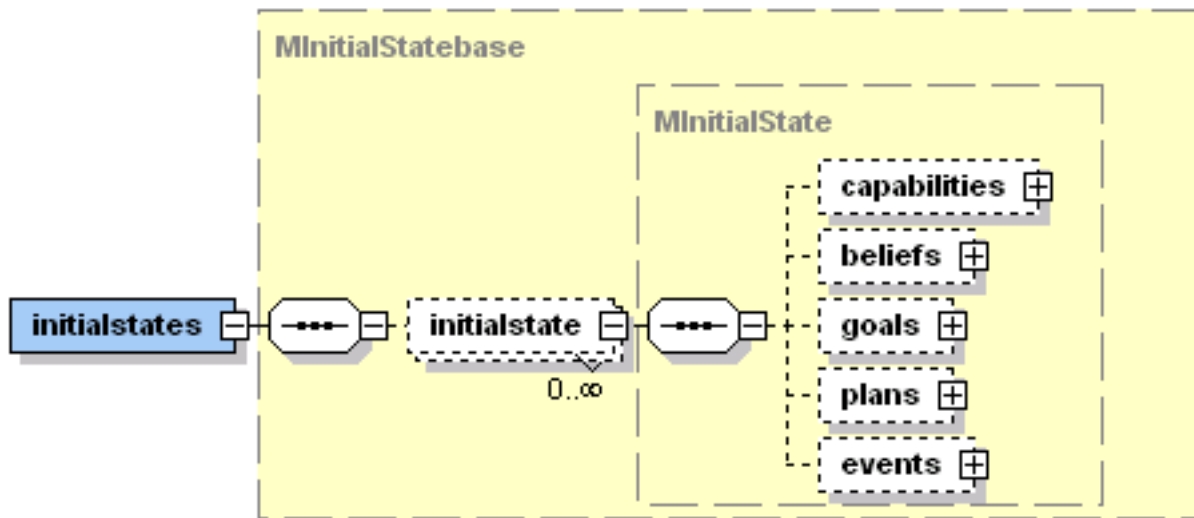 MInitialStatebase
MInitialState
capabilities
beliefs
initialstates
initialstate
goals
0..∞
plans
events